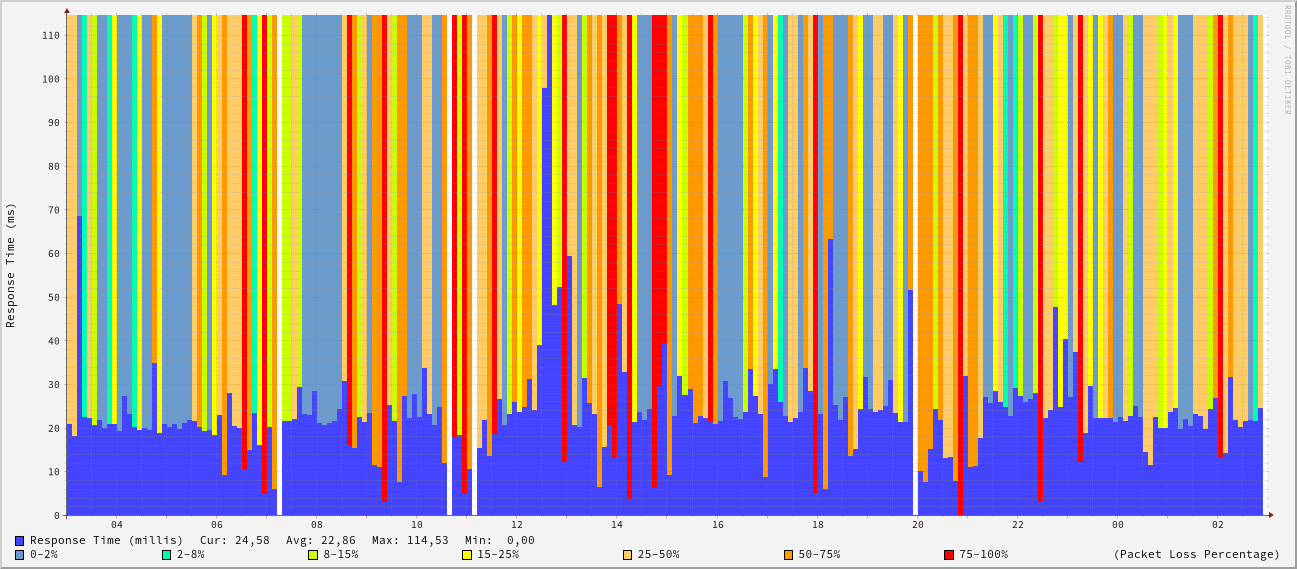 RRDTOOL / TOBI OETIKER
Response Time (ms)
110
100
90
80
70
60
50
40
30
20
10
0
04 06 08 10 12 14 16 18 20 22 00 02
Response Time (millis) Cur: 24,58 Avg: 22,86 Max: 114,53 Min: 0,00
0-2% 2-8% 8-15% 15-25% 25-50% 50-75% 75-100% (Packet Loss Percentage)